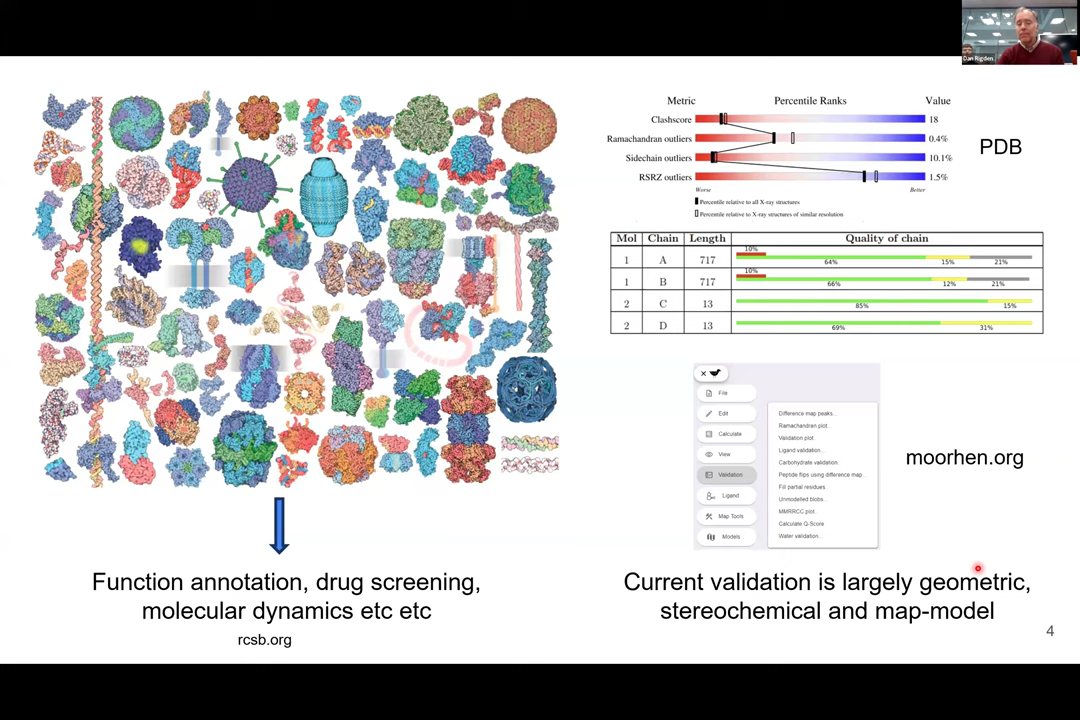 Dan Rigden
Metric Percentile Ranks Value
Clashscore 18
Ramachandran outliers 0.4%
Sidechain outliers 10.1%
RSRZ outliers 1.5%
Worse Better
Percentile relative to all X-ray structures
Percentile relative to X-ray structures of similar resolution
PDB
Mol Chain Length Quality of chain
1 A 717 10% 64% 15% 21%
1 B 717 10% 66% 12% 21%
2 C 13 85% 15%
2 D 13 69% 31%
File
Edit
Calculate
View
Validation
Ligand
Map Tools
Models
Difference map peaks...
Ramachandran plot...
Validation plot
Ligand validation...
Carbohydrate validation.
Peptide flips using difference map...
Fill partial residues.
Unmodelled blobs..
MMRRCC plot.
Calculate Q-Score
Water validation...
moorhen.org
Function annotation, drug screening,
molecular dynamics etc etc
rcsb.org
Current validation is largely geometric,
stereochemical and map-model
4